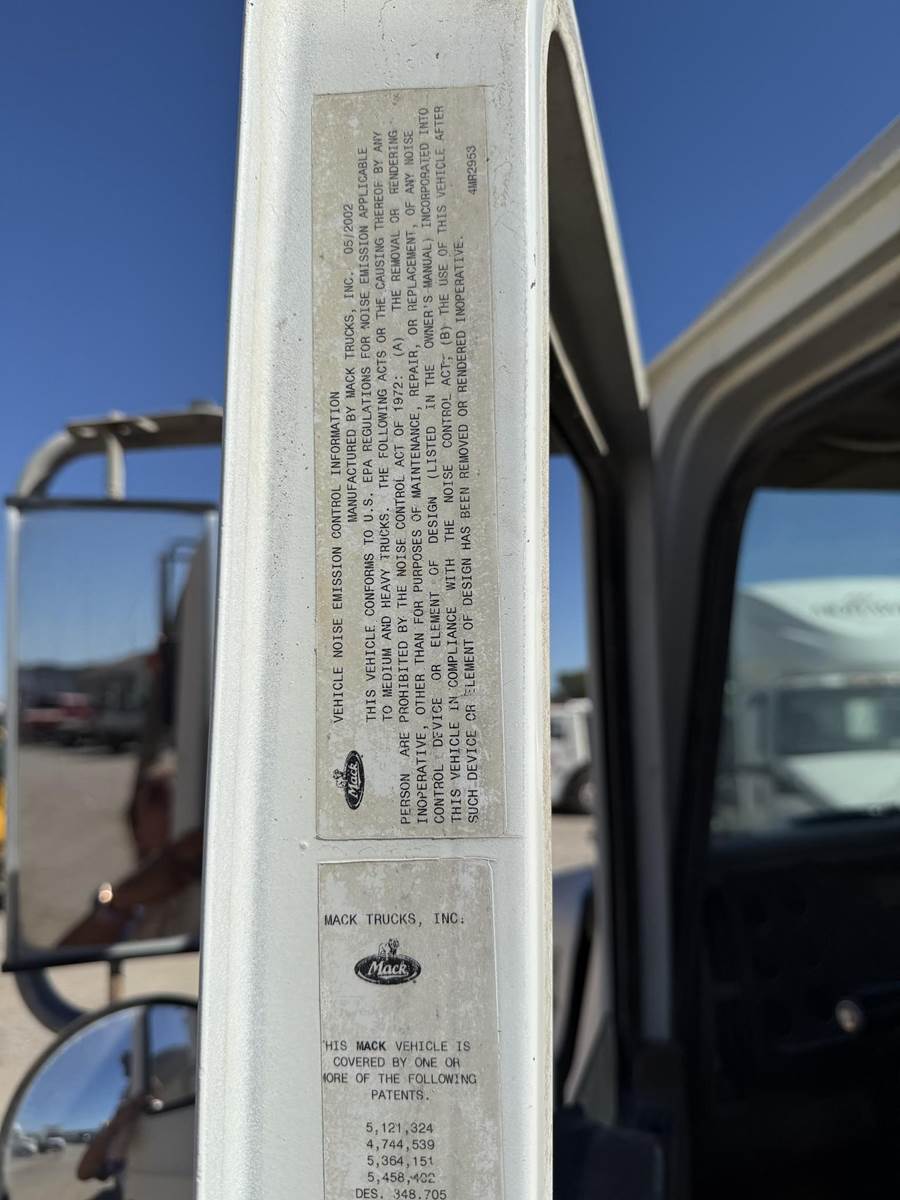 VEHICLE NOISE EMISSION CONTROL INFORMATION
MANUFACTURED BY MACK TRUCKS, INC. 05/2002
THIS VEHICLE CONFORMS TO U.S. EPA REGULATIONS FOR NOISE EMISSION APPLICABLE
TO MEDIUM AND HEAVY TRUCKS. THE FOLLOWING ACTS OR THE CAUSING THEREOF BY ANY
PERSON ARE PROHIBITED BY THE NOISE CONTROL ACT OF 1972: (A) THE REMOVAL OR RENDERING
INOPERATIVE, OTHER THAN FOR PURPOSES OF MAINTENANCE, REPAIR, OR REPLACEMENT, OF ANY NOISE
CONTROL DEVICE OR ELEMENT OF DESIGN (LISTED IN THE OWNER'S MANUAL) INCORPORATED INTO
THIS VEHICLE IN COMPLIANCE WITH THE NOISE CONTROL ACT; (B) THE USE OF THIS VEHICLE AFTER
SUCH DEVICE OR ELEMENT OF DESIGN HAS BEEN REMOVED OR RENDERED INOPERATIVE.
4MR2953
Mack
MACK TRUCKS, INC.
Mack
HIS MACK VEHICLE IS
COVERED BY ONE OR
MORE OF THE FOLLOWING
PATENTS.
5,121,324
4,744,539
5,364,151
5,458,402
DES. 348,705